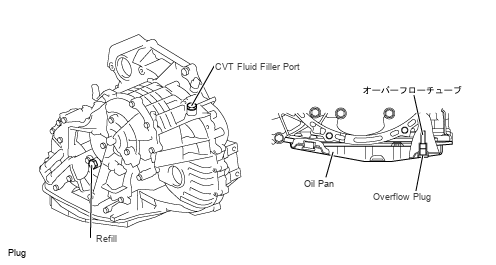 CVT Fluid Filler Port
オーバーフローチューブ
Oil Pan
Overflow Plug
Refill
Plug